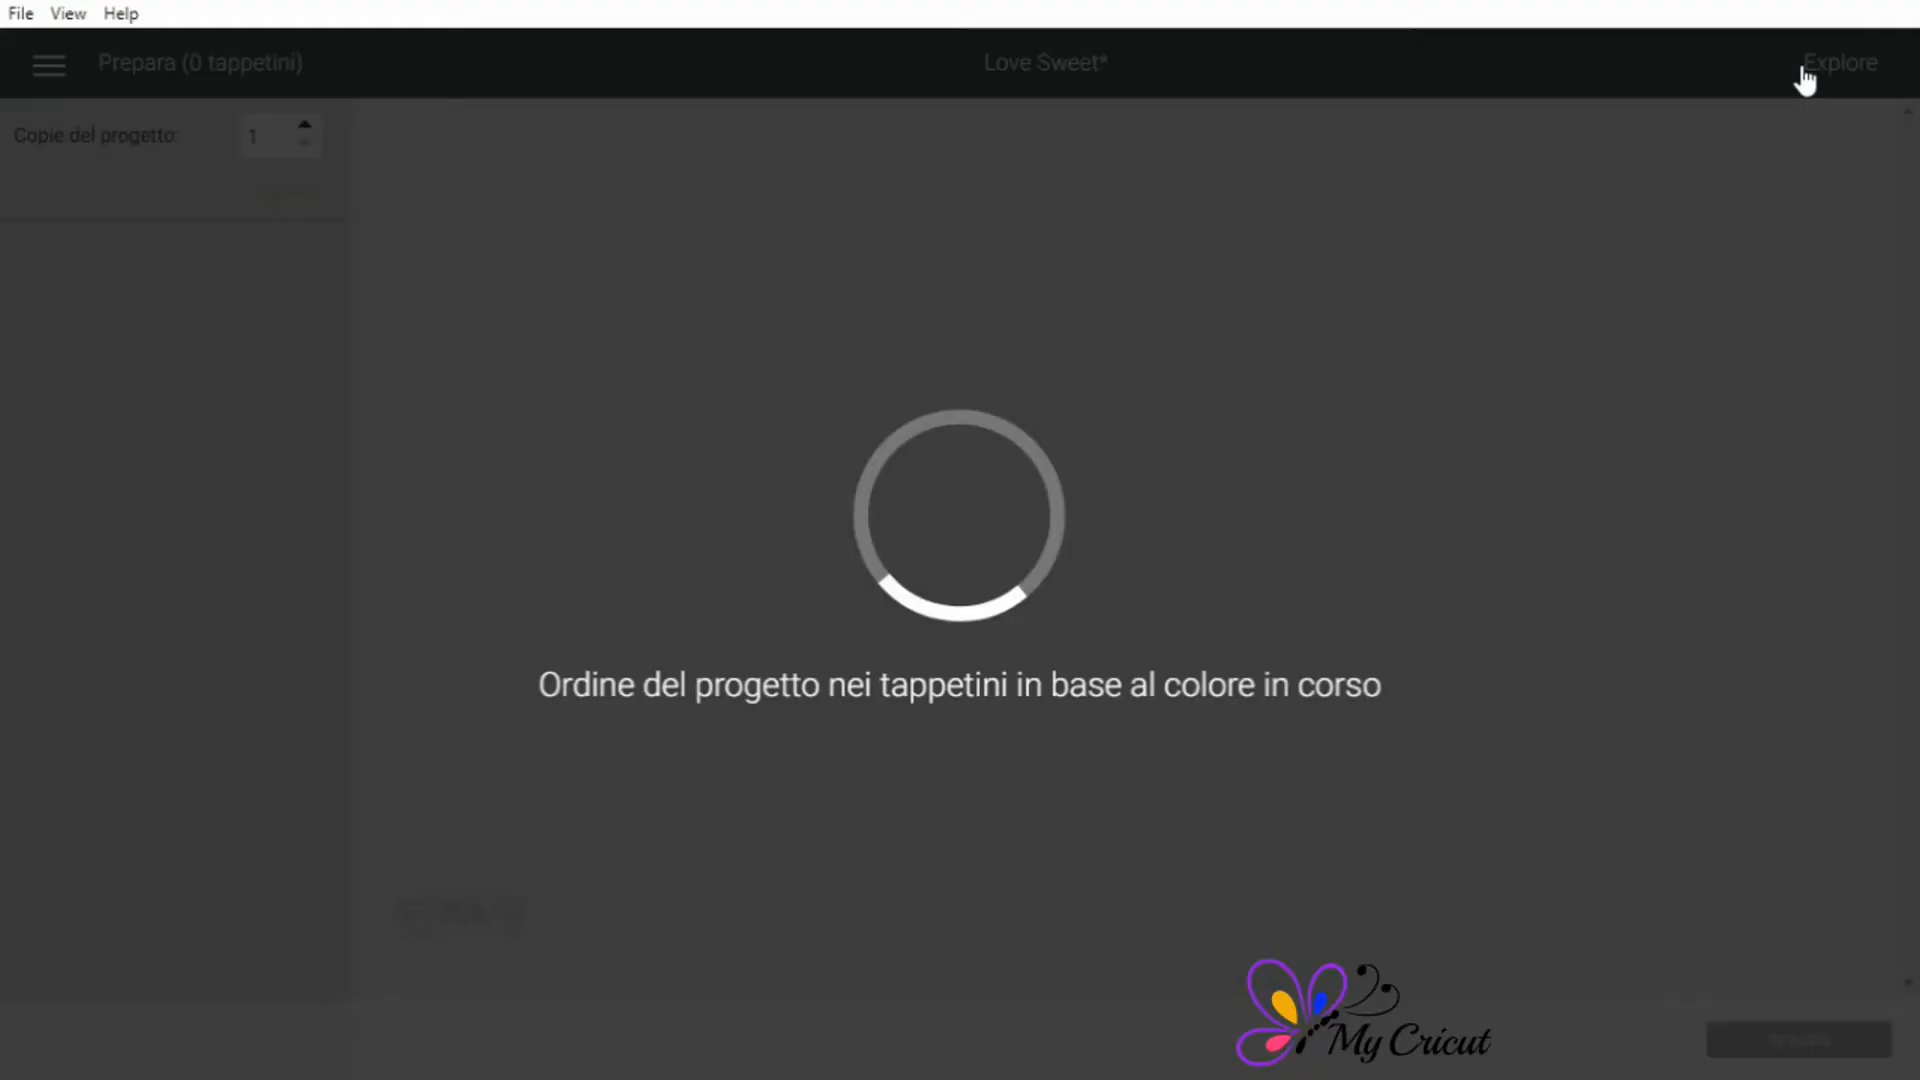 File View Help
Prepara (0 tappetini) Love Sweet* Explore
Copie del progetto: 1
Ordine del progetto nei tappetini in base al colore in corso
My Cricut